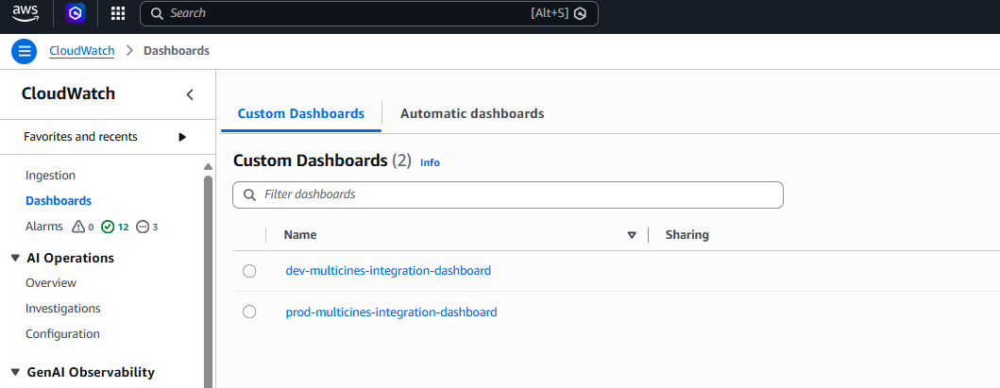 aws
Search [Alt+S]
CloudWatch Dashboards
CloudWatch
Favorites and recents
Ingestion
Dashboards
Alarms 0 12 3
AI Operations
Overview
Investigations
Configuration
GenAI Observability
Custom Dashboards Automatic dashboards
Custom Dashboards (2) Info
Filter dashboards
Name Sharing
dev-multicines-integration-dashboard
prod-multicines-integration-dashboard